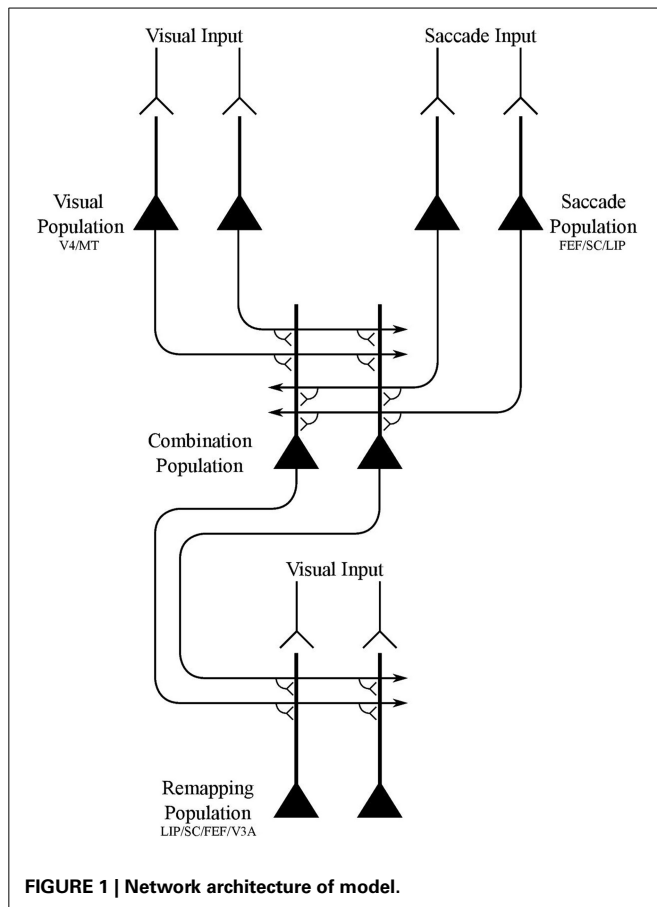 Visual Input
Saccade Input
Visual
Population
V4/MT
Saccade
Population
FEF/SC/LIP
Combination
Population
Visual Input
Remapping
Population
LIP/SC/FEF/V3A
FIGURE 1 | Network architecture of model.